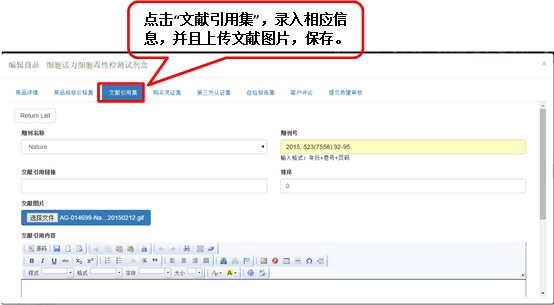 点击“文献引用集”，录入相应信
息，并且上传文献图片，保存。
编辑商品 细胞活力细胞毒性检测试剂盒 ×
商品详情 商品规格价格集 文献引用集 购买凭证集 第三方认证集 自检报告集 客户评论 提交质量审核
Return List
期刊名称 期刊号
Nature 2015. 523(7558):92-95.
输入格式：年份+卷号+页码
文献引用链接 排序
0
文献图片
选择文件 AG-014699-Na...20150212.gif
文献引用内容
源码
B I U abc X₂ X²
样式 格式 字体 大小 A A